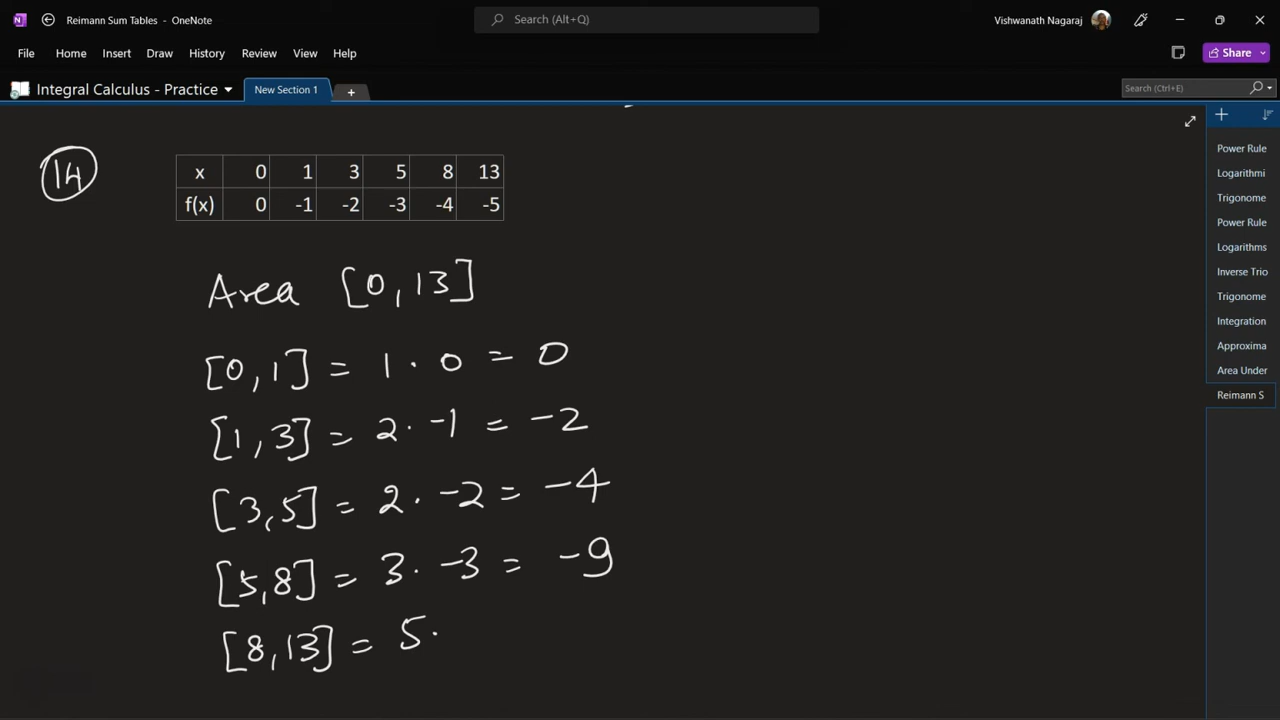 Reimann Sum Tables - OneNote
Search (Alt+Q)
Vishwanath Nagaraj
File Home Insert Draw History Review View Help
Share
Integral Calculus - Practice
New Section 1
+
Search (Ctrl+E)
14
x 0 1 3 5 8 13
f(x) 0 -1 -2 -3 -4 -5
Area [0,13]
[0,1] = 1 · 0 = 0
[1,3] = 2 · -1 = -2
[3,5] = 2 · -2 = -4
[5,8] = 3 · -3 = -9
[8,13] = 5 ·
Power Rule
Logarithmi
Trigonome
Power Rule
Logarithms
Inverse Trio
Trigonome
Integration
Approxima
Area Under
Reimann S